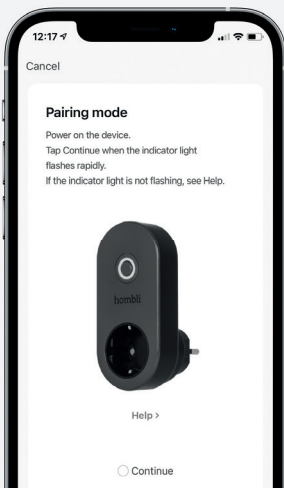 12:17
Cancel
Pairing mode
Power on the device.
Tap Continue when the indicator light
flashes rapidly.
If the indicator light is not flashing, see Help.
hombli
Help >
Continue